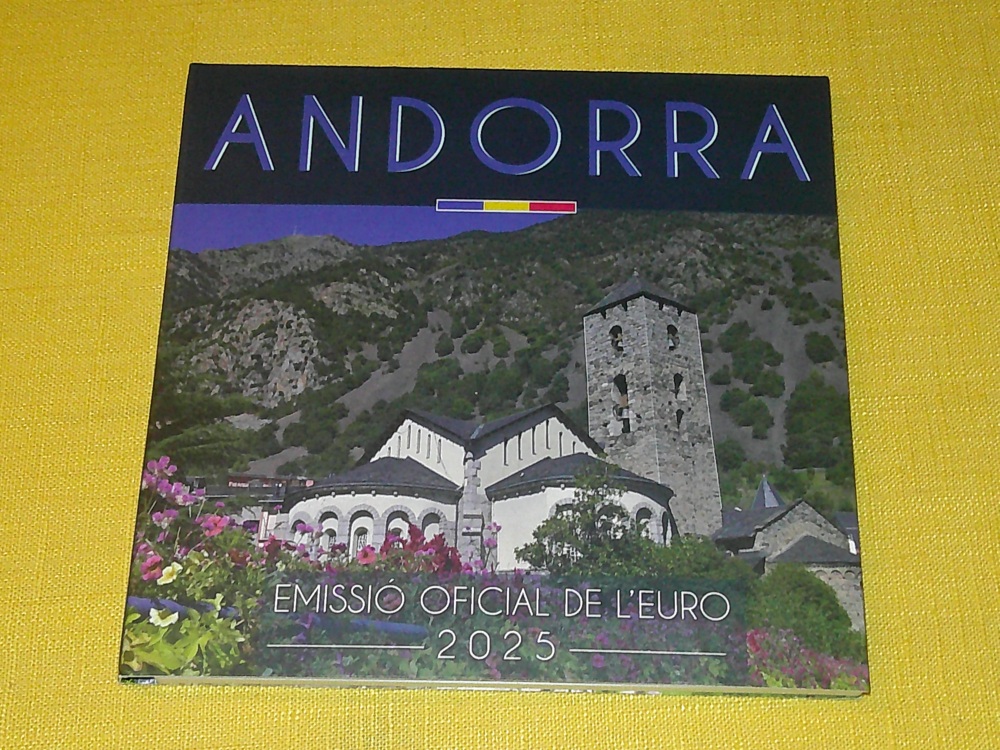 ANDORRA
EMISSIÓ OFICIAL DE L'EURO
2025